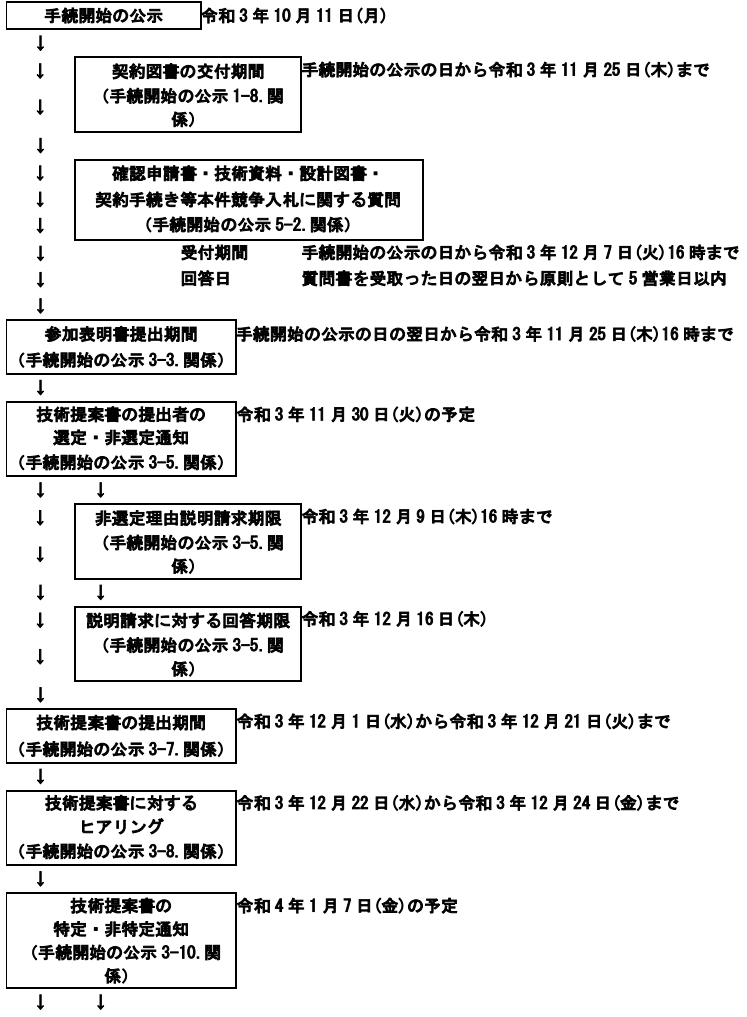 手続開始の公示 令和3年10月11日(月)
↓
↓ 契約図書の交付期間 手続開始の公示の日から令和3年11月25日(木)まで
↓ (手続開始の公示1-8.関
係)
↓
↓ 確認申請書・技術資料・設計図書・
↓ 契約手続き等本件競争入札に関する質問
↓ (手続開始の公示5-2.関係)
↓ 受付期間 手続開始の公示の日から令和3年12月7日(火)16時まで
↓ 回答日 質問書を受取った日の翌日から原則として5営業日以内
↓
参加表明書提出期間 手続開始の公示の日の翌日から令和3年11月25日(木)16時まで
(手続開始の公示3-3.関係)
↓
技術提案書の提出者の 令和3年11月30日(火)の予定
選定・非選定通知
(手続開始の公示3-5.関係)
↓ ↓
↓ 非選定理由説明請求期限 令和3年12月9日(木)16時まで
↓ (手続開始の公示3-5.関
係)
↓ ↓
↓ 説明請求に対する回答期限 令和3年12月16日(木)
↓ (手続開始の公示3-5.関
係)
↓
技術提案書の提出期間 令和3年12月1日(水)から令和3年12月21日(火)まで
(手続開始の公示3-7.関係)
↓
技術提案書に対する 令和3年12月22日(水)から令和3年12月24日(金)まで
ヒアリング
(手続開始の公示3-8.関係)
↓
技術提案書の 令和4年1月7日(金)の予定
特定・非特定通知
(手続開始の公示3-10.関
係)
↓ ↓